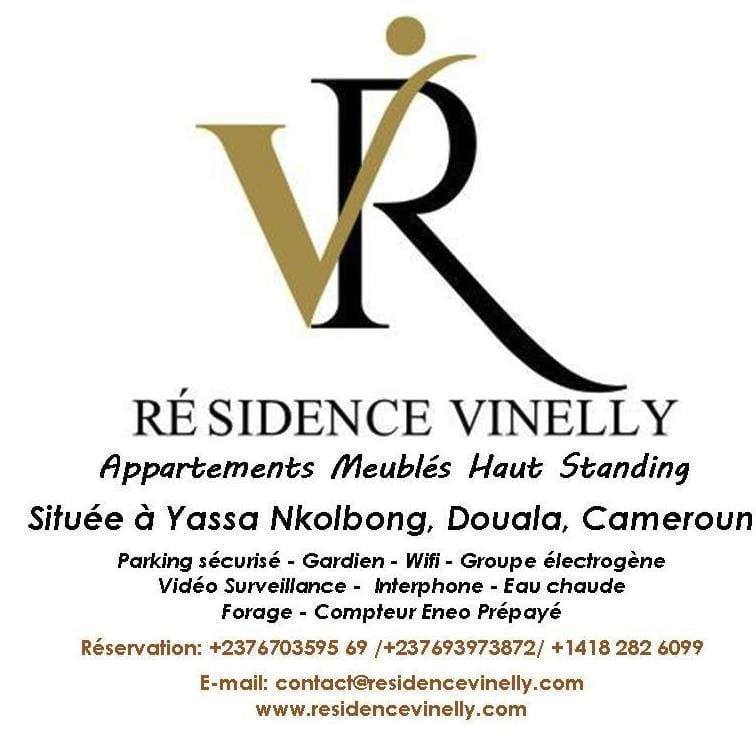 VR
RÉSIDENCE VINELLY
Appartements Meublés Haut Standing
Située à Yassa Nkolbong, Douala, Cameroun
Parking sécurisé - Gardien - Wifi - Groupe électrogène
Vidéo Surveillance - Interphone - Eau chaude
Forage - Compteur Eneo Prépayé
Réservation: +2376703595 69 /+237693973872/ +1418 282 6099
E-mail: contact@residencevinelly.com
www.residencevinelly.com